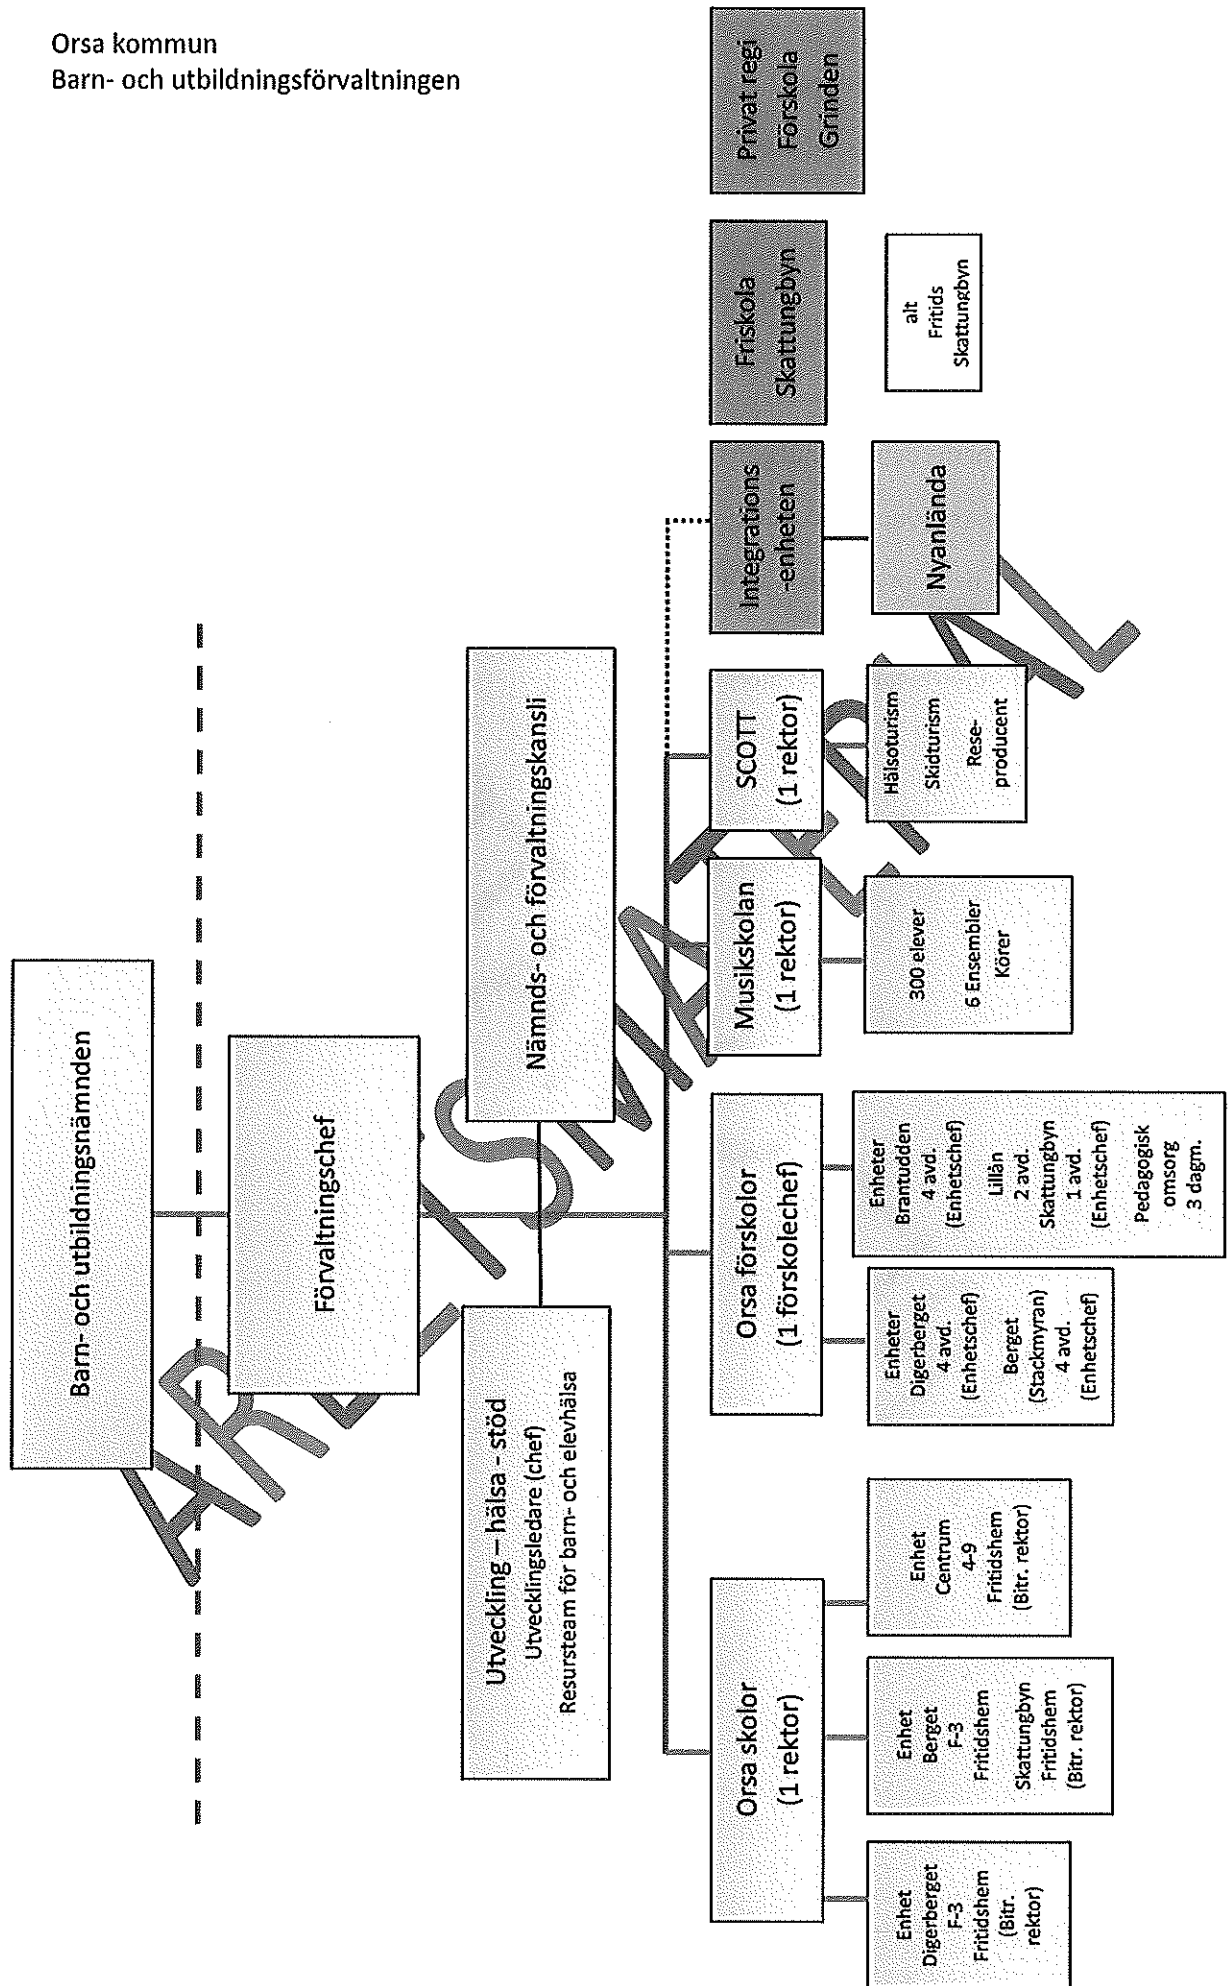 Orsa kommun
Barn- och utbildningsförvaltningen
Barn- och utbildningsnämnden
Förvaltningschef
Utveckling – hälsa - stöd
Utvecklingsledare (chef)
Resursteam för barn- och elevhälsa
Nämnds- och förvaltningskansli
Orsa skolor
(1 rektor)
Enhet
Digerberget
F-3
Fritidshem
(Bitr.
rektor)
Enhet
Berget
F-3
Fritidshem
Skattungbyn
Fritidshem
(Bitr. rektor)
Enhet
Centrum
4-9
Fritidshem
(Bitr. rektor)
Orsa förskolor
(1 förskolechef)
Enheter
Digerberget
4 avd.
(Enhetschef)
Berget
(Stackmyran)
4 avd.
(Enhetschef)
Enheter
Brantudden
4 avd.
(Enhetschef)
Lillån
2 avd.
Skattungbyn
1 avd.
(Enhetschef)
Pedagogisk
omsorg
3 dagm.
Musikskolan
(1 rektor)
300 elever
6 Ensembler
Körer
SCOTT
(1 rektor)
Hälsoturism
Skidturism
Rese-
producent
Integrations
-enheten
Nyanlända
Friskola
Skattungbyn
alt
Fritids
Skattungbyn
Privat regi
Förskola
Grinden